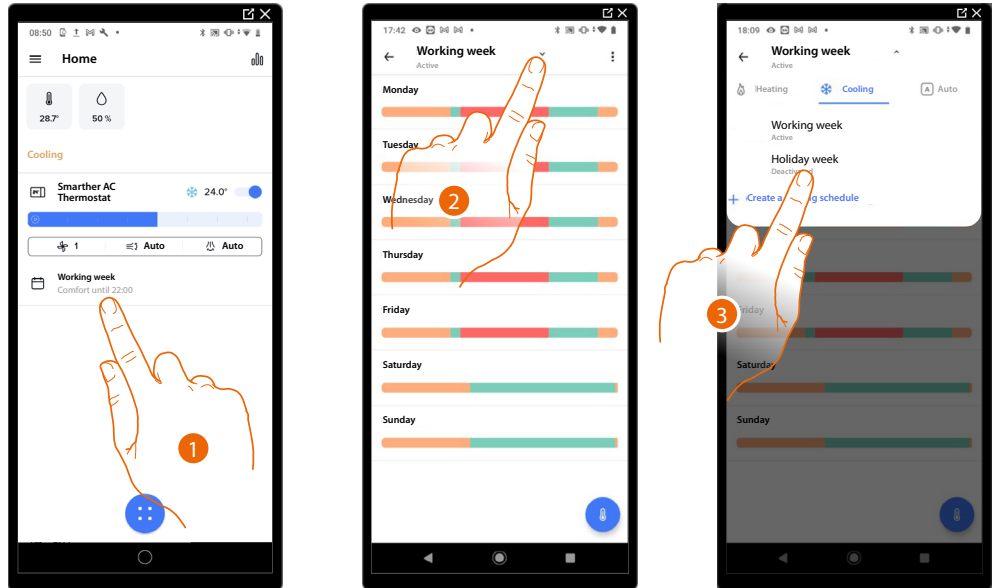 08:50
Home
28.7°
50 %
Cooling
Smarther AC
Thermostat
24.0°
1
Auto
Auto
Working week
Comfort until 22:00
1
17:42
Working week
Active
Monday
Tuesday
Wednesday
Thursday
Friday
Saturday
Sunday
2
18:09
Working week
Active
Heating
Cooling
A Auto
Working week
Active
Holiday week
+ Create a schedule
Saturday
Sunday
3